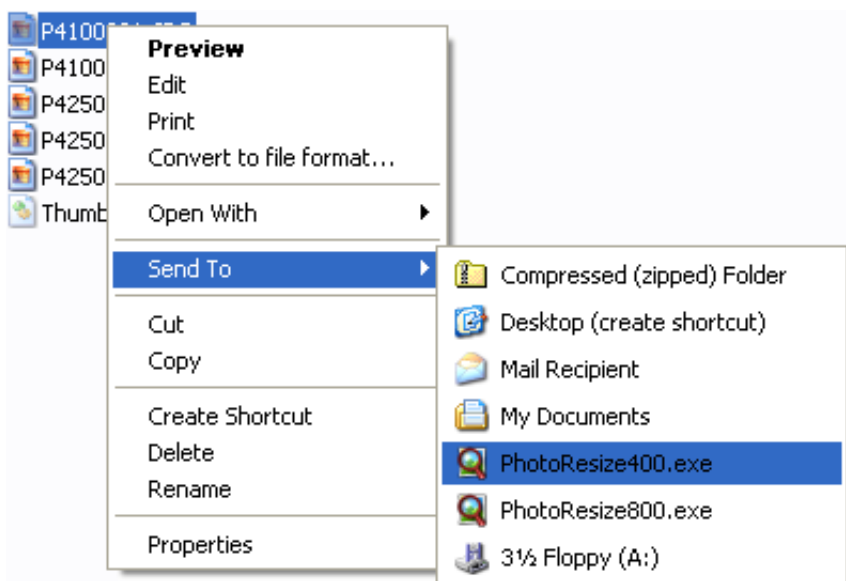 P4100
P4100
P4250
P4250
P4250
Thumb
Preview
Edit
Print
Convert to file format...
Open With
Send To
Cut
Copy
Create Shortcut
Delete
Rename
Properties
Compressed (zipped) Folder
Desktop (create shortcut)
Mail Recipient
My Documents
PhotoResize400.exe
PhotoResize800.exe
3½ Floppy (A:)